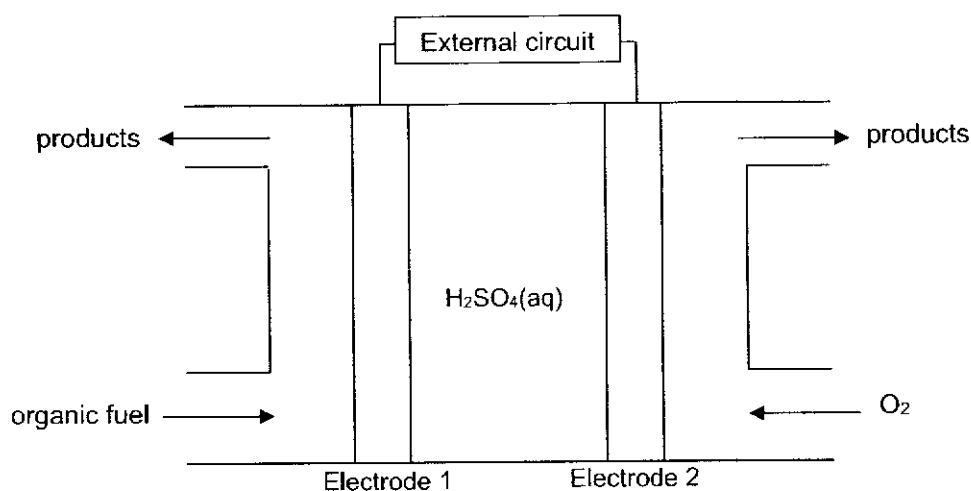 External circuit
products
products
H₂SO₄(aq)
organic fuel
O₂
Electrode 1
Electrode 2